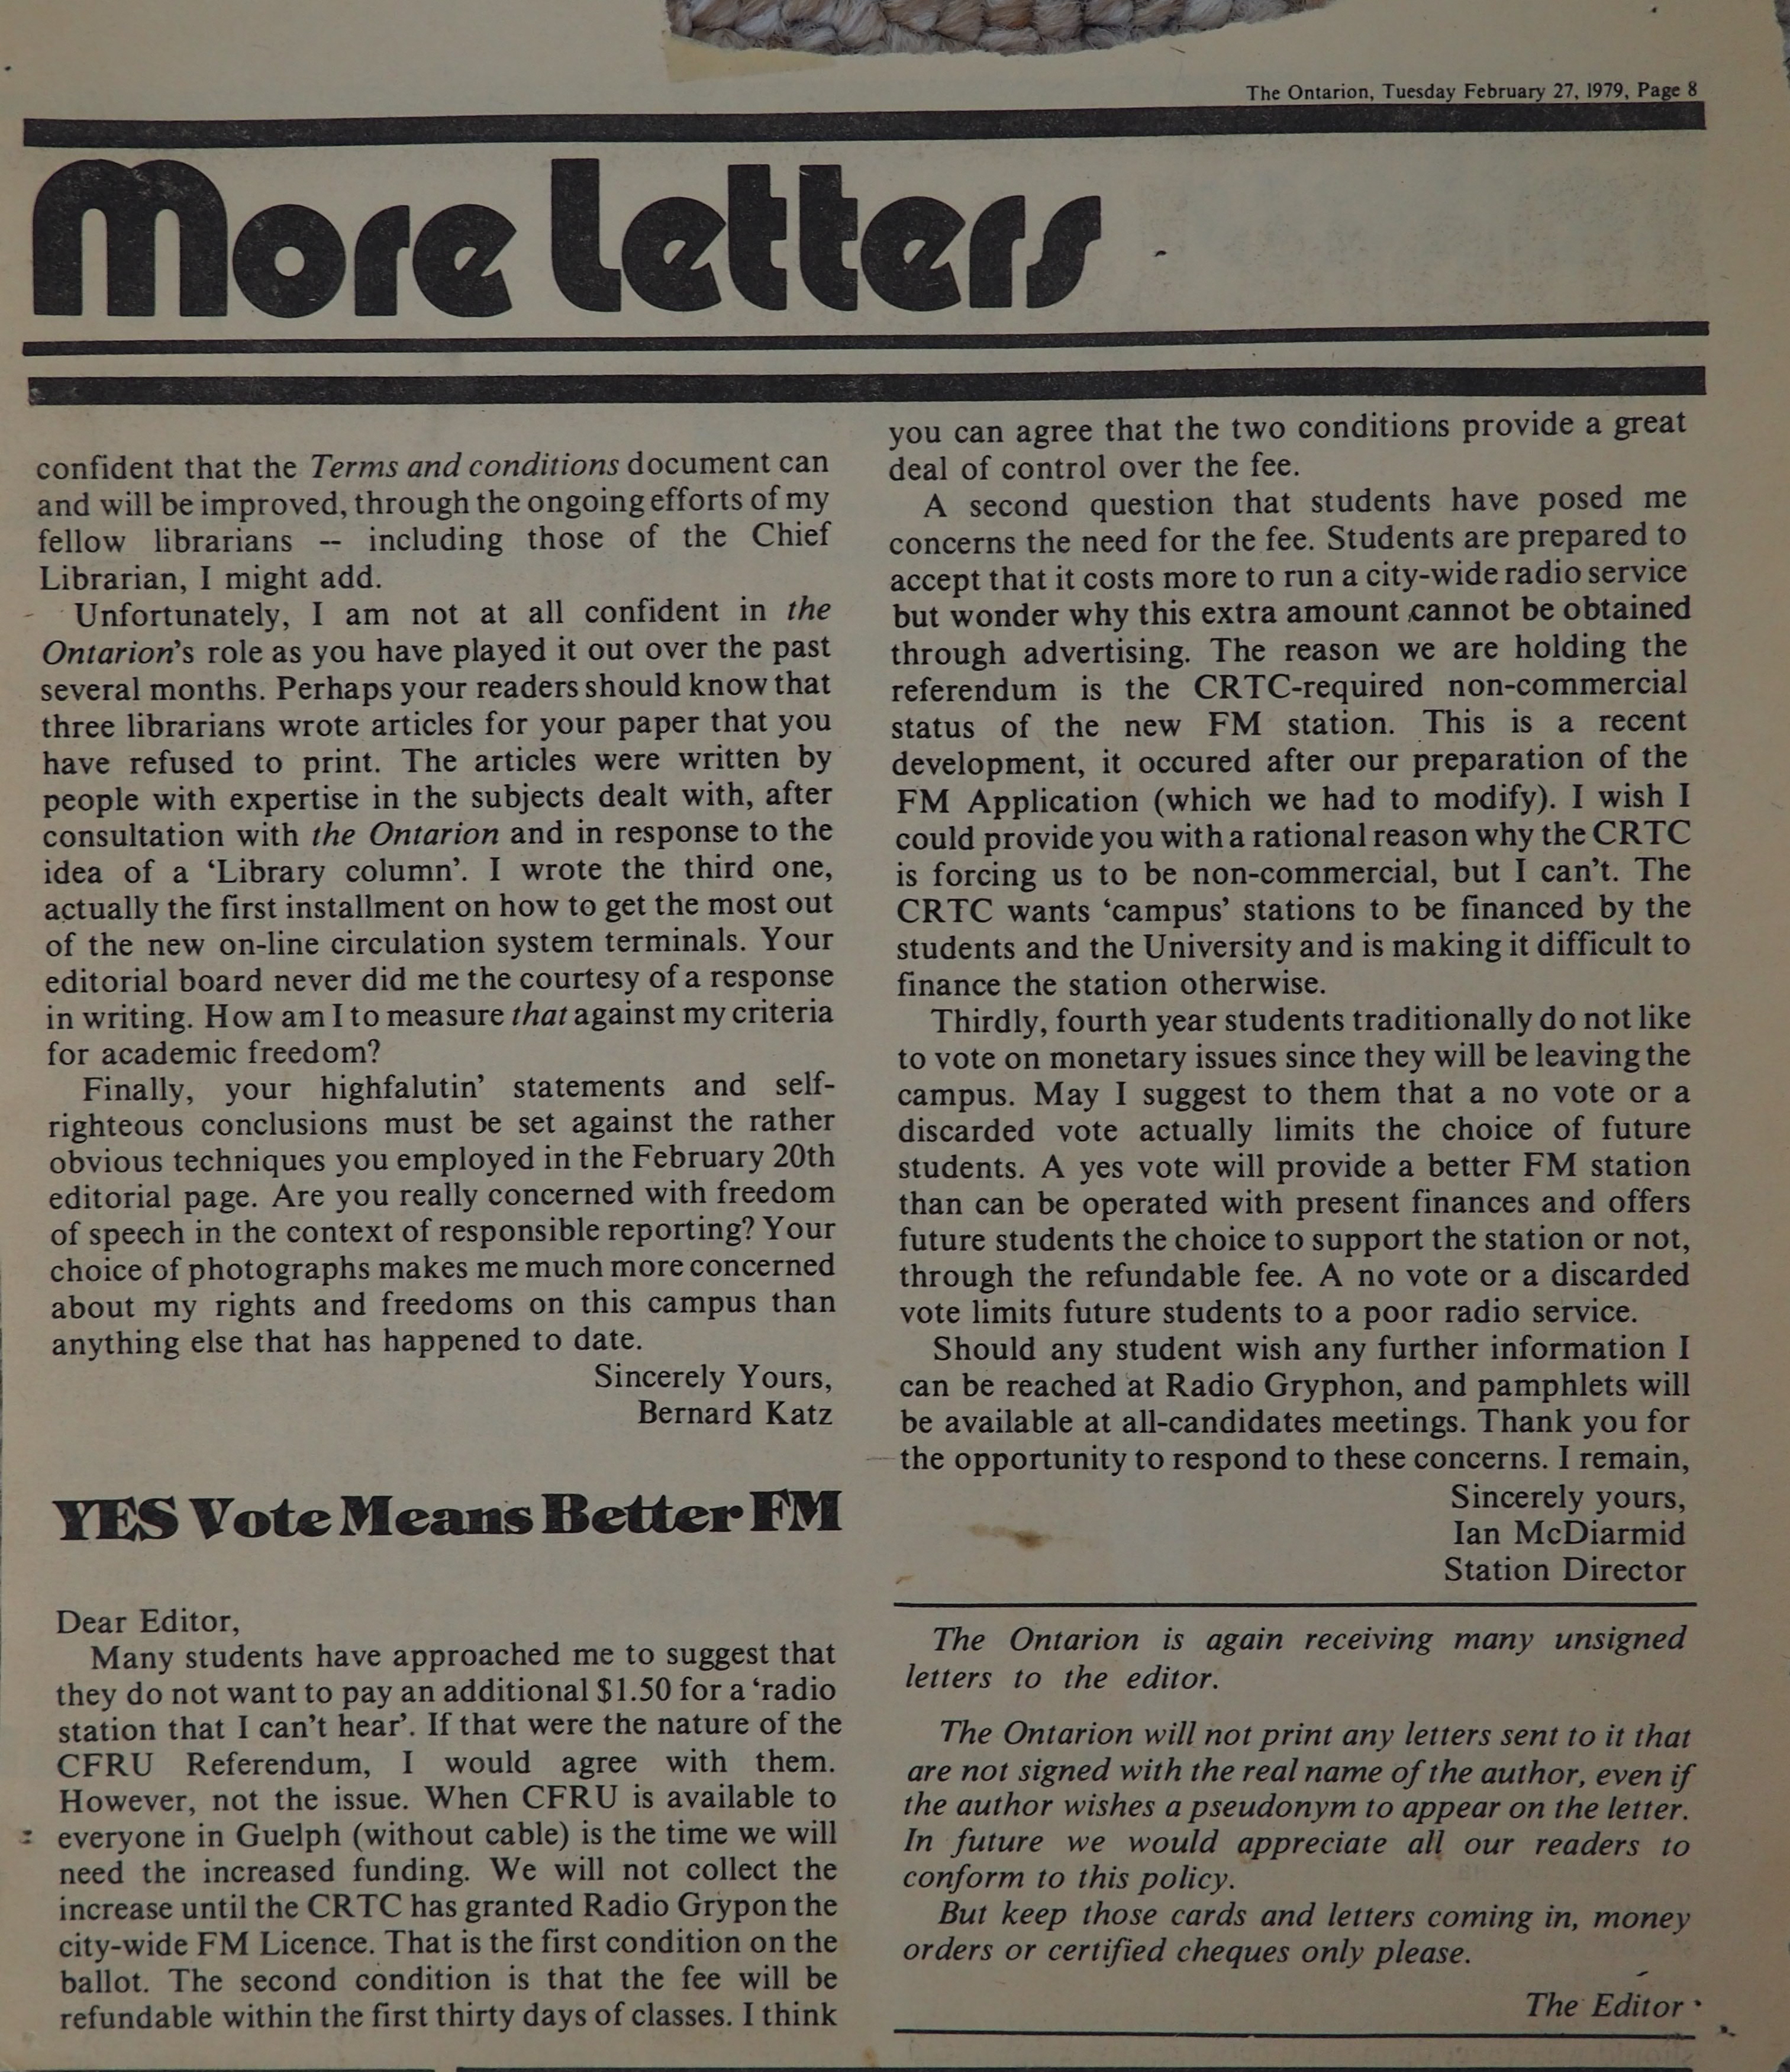 The Ontarion, Tuesday February 27, 1979, Page 8
More Letters
confident that the Terms and conditions document can
and will be improved, through the ongoing efforts of my
fellow librarians -- including those of the Chief
Librarian, I might add.
Unfortunately, I am not at all confident in the
Ontarion's role as you have played it out over the past
several months. Perhaps your readers should know that
three librarians wrote articles for your paper that you
have refused to print. The articles were written by
people with expertise in the subjects dealt with, after
consultation with the Ontarion and in response to the
idea of a ‘Library column’. I wrote the third one,
actually the first installment on how to get the most out
of the new on-line circulation system terminals. Your
editorial board never did me the courtesy of a response
in writing. How am I to measure that against my criteria
for academic freedom?
Finally, your highfalutin’ statements and self-
righteous conclusions must be set against the rather
obvious techniques you employed in the February 20th
editorial page. Are you really concerned with freedom
of speech in the context of responsible reporting? Your
choice of photographs makes me much more concerned
about my rights and freedoms on this campus than
anything else that has happened to date.
Sincerely Yours,
Bernard Katz
YES Vote Means Better FM
Dear Editor,
Many students have approached me to suggest that
they do not want to pay an additional $1.50 for a ‘radio
station that I can’t hear’. If that were the nature of the
CFRU Referendum, I would agree with them.
However, not the issue. When CFRU is available to
everyone in Guelph (without cable) is the time we will
need the increased funding. We will not collect the
increase until the CRTC has granted Radio Grypon the
city-wide FM Licence. That is the first condition on the
ballot. The second condition is that the fee will be
refundable within the first thirty days of classes. I think
you can agree that the two conditions provide a great
deal of control over the fee.
A second question that students have posed me
concerns the need for the fee. Students are prepared to
accept that it costs more to run a city-wide radio service
but wonder why this extra amount cannot be obtained
through advertising. The reason we are holding the
referendum is the CRTC-required non-commercial
status of the new FM station. This is a recent
development, it occured after our preparation of the
FM Application (which we had to modify). I wish I
could provide you with a rational reason why the CRTC
is forcing us to be non-commercial, but I can’t. The
CRTC wants ‘campus’ stations to be financed by the
students and the University and is making it difficult to
finance the station otherwise.
Thirdly, fourth year students traditionally do not like
to vote on monetary issues since they will be leaving the
campus. May I suggest to them that a no vote or a
discarded vote actually limits the choice of future
students. A yes vote will provide a better FM station
than can be operated with present finances and offers
future students the choice to support the station or not,
through the refundable fee. A no vote or a discarded
vote limits future students to a poor radio service.
Should any student wish any further information I
can be reached at Radio Gryphon, and pamphlets will
be available at all-candidates meetings. Thank you for
the opportunity to respond to these concerns. I remain,
Sincerely yours,
Ian McDiarmid
Station Director
The Ontarion is again receiving many unsigned
letters to the editor.
The Ontarion will not print any letters sent to it that
are not signed with the real name of the author, even if
the author wishes a pseudonym to appear on the letter.
In future we would appreciate all our readers to
conform to this policy.
But keep those cards and letters coming in, money
orders or certified cheques only please.
The Editor